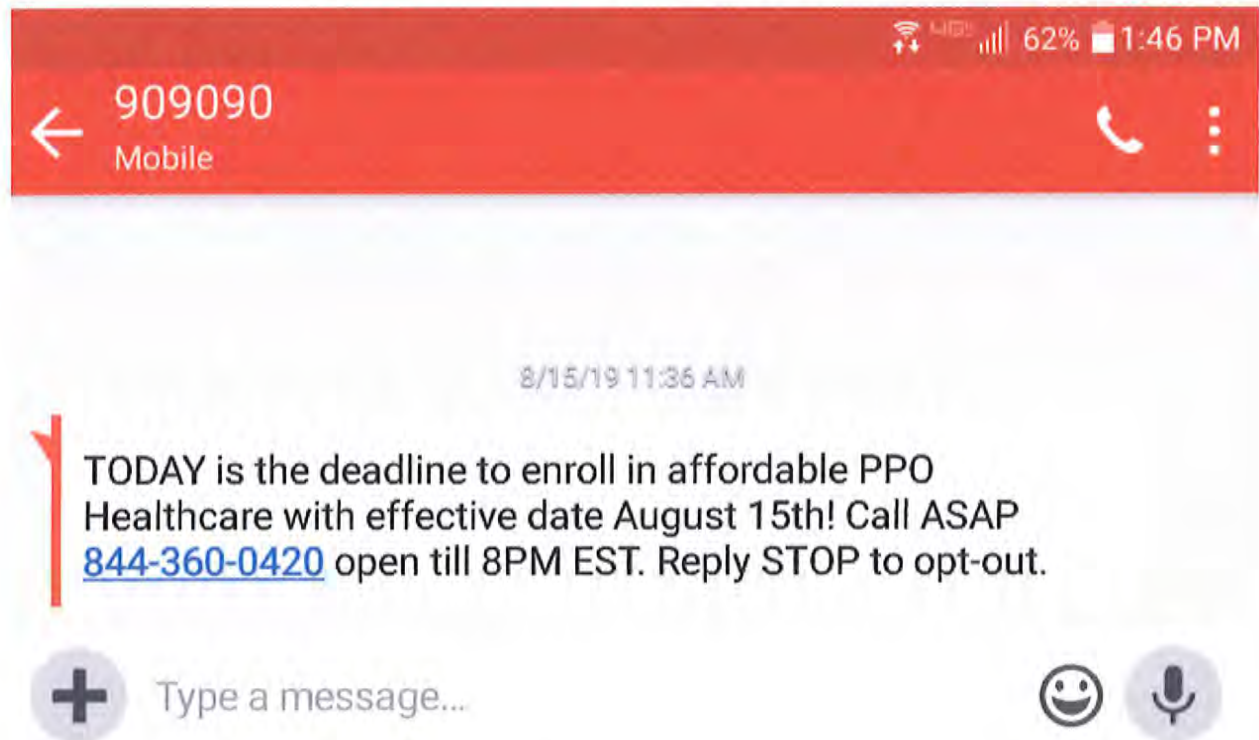 62% 1:46 PM
909090
Mobile
8/15/19 11:36 AM
TODAY is the deadline to enroll in affordable PPO
Healthcare with effective date August 15th! Call ASAP
844-360-0420 open till 8PM EST. Reply STOP to opt-out.
Type a message...